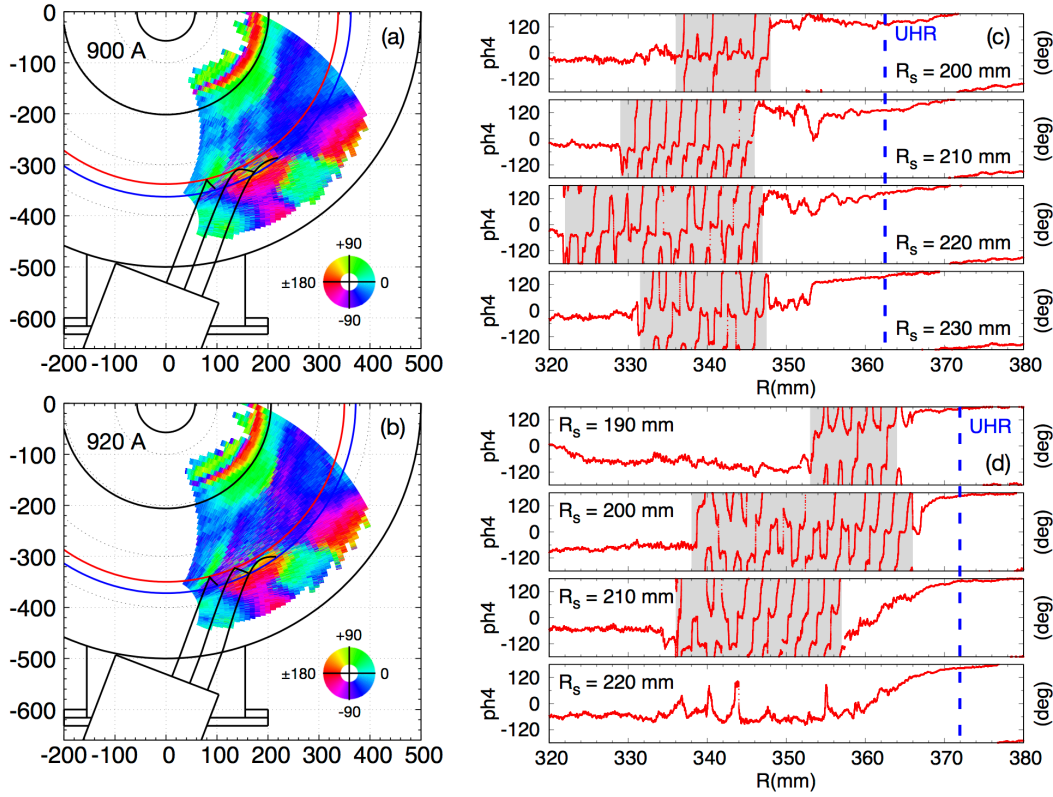 (a)
900 A
0
-100
-200
-300
-400
-500
-600
+90
±180
0
-90
-200
-100
0
100
200
300
400
500
(b)
920 A
0
-100
-200
-300
-400
-500
-600
+90
±180
0
-90
-200
-100
0
100
200
300
400
500
(c)
ph4
120
0
120
UHR
Rs = 200 mm
(deg)
ph4
120
0
120
Rs = 210 mm
(deg)
ph4
120
0
120
Rs = 220 mm
(deg)
ph4
120
0
120
Rs = 230 mm
(deg)
320
330
340
350
360
370
380
R(mm)
(d)
ph4
120
0
120
Rs = 190 mm
UHR
(deg)
ph4
120
0
120
Rs = 200 mm
(deg)
ph4
120
0
120
Rs = 210 mm
(deg)
ph4
120
0
120
Rs = 220 mm
(deg)
320
330
340
350
360
370
380
R(mm)